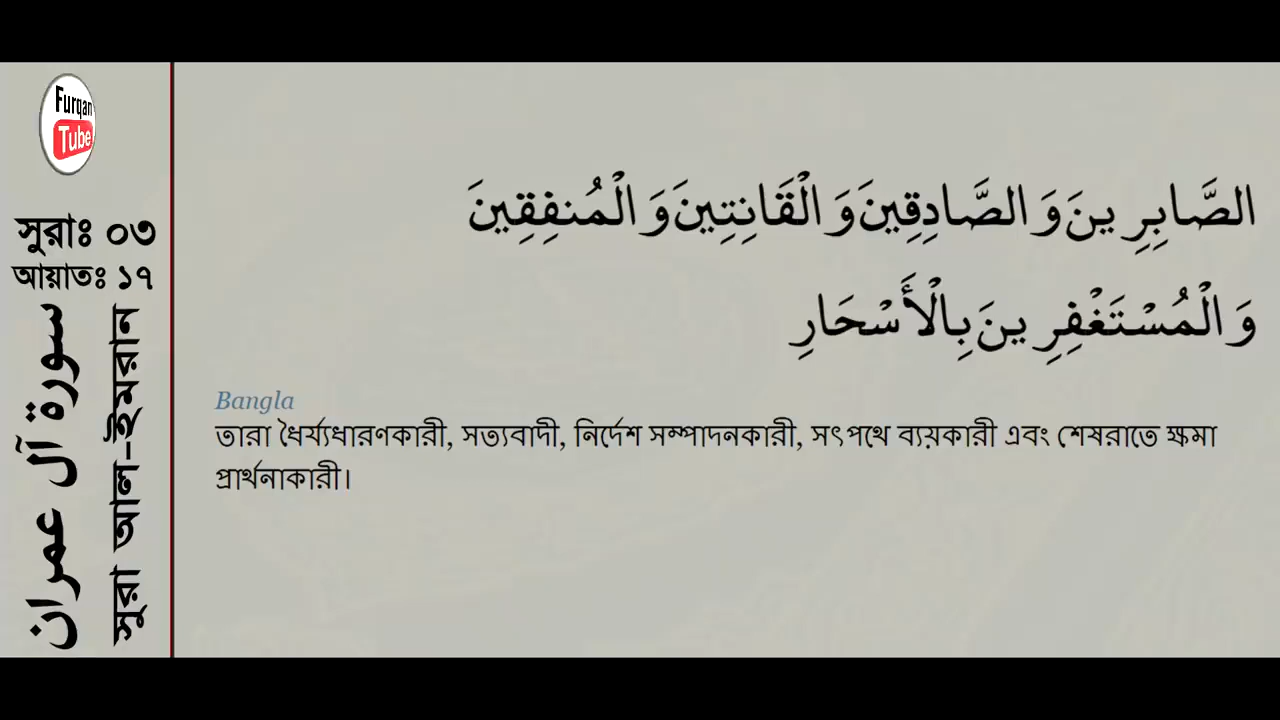 Furqan
Tube
সুরাঃ ০৩
আয়াতঃ ১৭
سورة آل عمران
সুরা আল-ইমরান
الصَّابِرِينَ وَالصَّادِقِينَ وَالْقَانِتِينَ وَالْمُنفِقِينَ
وَالْمُسْتَغْفِرِينَ بِالْأَسْحَارِ
Bangla
তারা ধৈর্য্যধারণকারী, সত্যবাদী, নির্দেশ সম্পাদনকারী, সৎপথে ব্যয়কারী এবং শেষরাতে ক্ষমা
প্রার্থনাকারী।